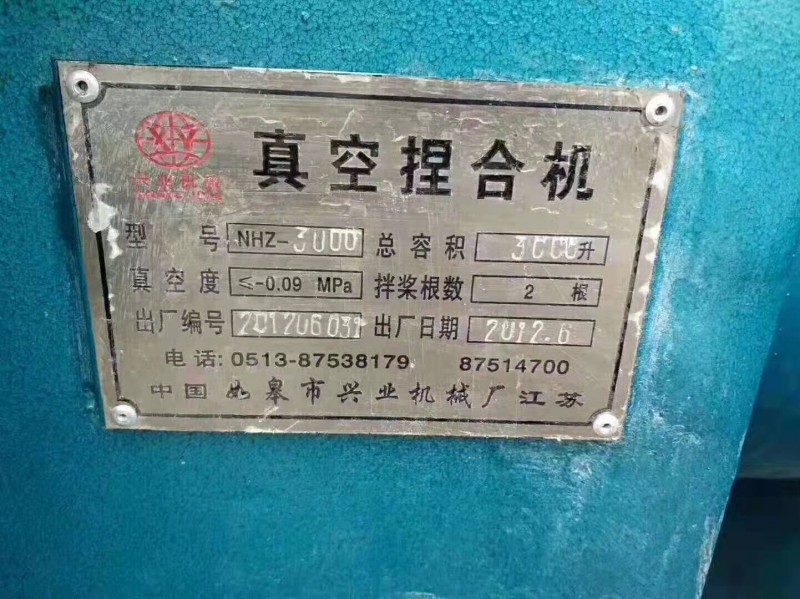 真空捏合机
型 号 NHZ-3000 总容积 3000升
真空度 ≤-0.09 MPa 拌桨根数 2 根
出厂编号 201206031 出厂日期 2012.6
电话:0513-87538179 87514700
中国如皋市兴业机械厂江苏